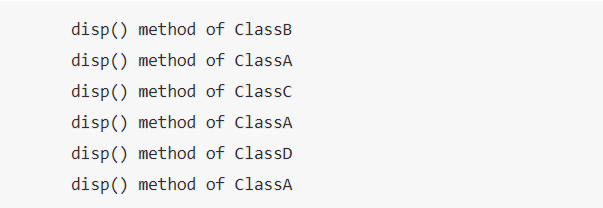 disp() method of ClassB
disp() method of ClassA
disp() method of ClassC
disp() method of ClassA
disp() method of ClassD
disp() method of ClassA